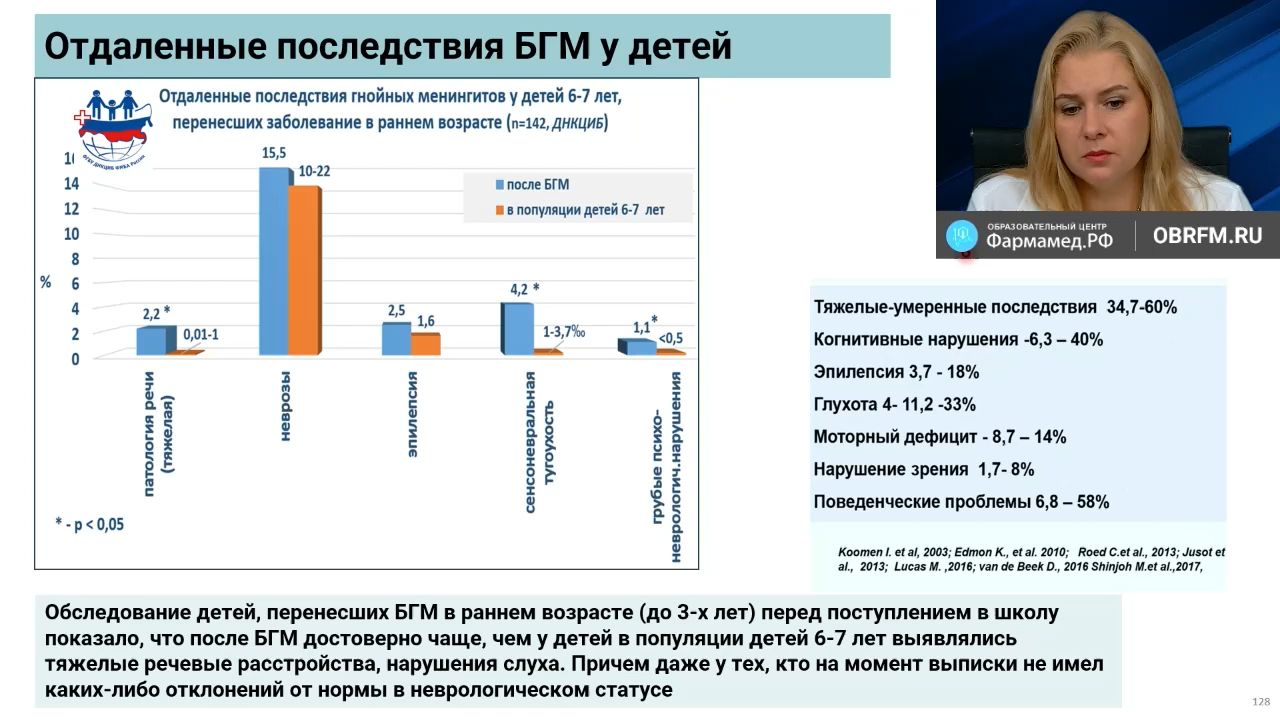 Отдаленные последствия БГМ у детей
Отдаленные последствия гнойных менингитов у детей 6-7 лет,
перенесших заболевание в раннем возрасте (n=142, ДНКЦИБ)
15,5
10-22
14
12
10
8
6
4
2
0
%
после БГМ
в популяции детей 6-7 лет
2,2 *
0,01-1
2,5
1,6
4,2 *
1-3,7‰
1,1*
<0,5
патология речи
(тяжелая)
неврозы
эпилепсия
сенсоневральная
тугоухость
грубые психо-
неврологич.нарушения
* - p < 0,05
ОБРАЗОВАТЕЛЬНЫЙ ЦЕНТР
Фармамед.РФ
OBRFM.RU
Тяжелые-умеренные последствия 34,7-60%
Когнитивные нарушения -6,3 – 40%
Эпилепсия 3,7 - 18%
Глухота 4- 11,2 -33%
Моторный дефицит - 8,7 – 14%
Нарушение зрения 1,7- 8%
Поведенческие проблемы 6,8 – 58%
Koomen I. et al, 2003; Edmon K., et al. 2010; Roed C.et al., 2013; Jusot et
al., 2013; Lucas M. ,2016; van de Beek D., 2016 Shinjoh M.et al.,2017,
Обследование детей, перенесших БГМ в раннем возрасте (до 3-х лет) перед поступлением в школу
показало, что после БГМ достоверно чаще, чем у детей в популяции детей 6-7 лет выявлялись
тяжелые речевые расстройства, нарушения слуха. Причем даже у тех, кто на момент выписки не имел
каких-либо отклонений от нормы в неврологическом статусе
128